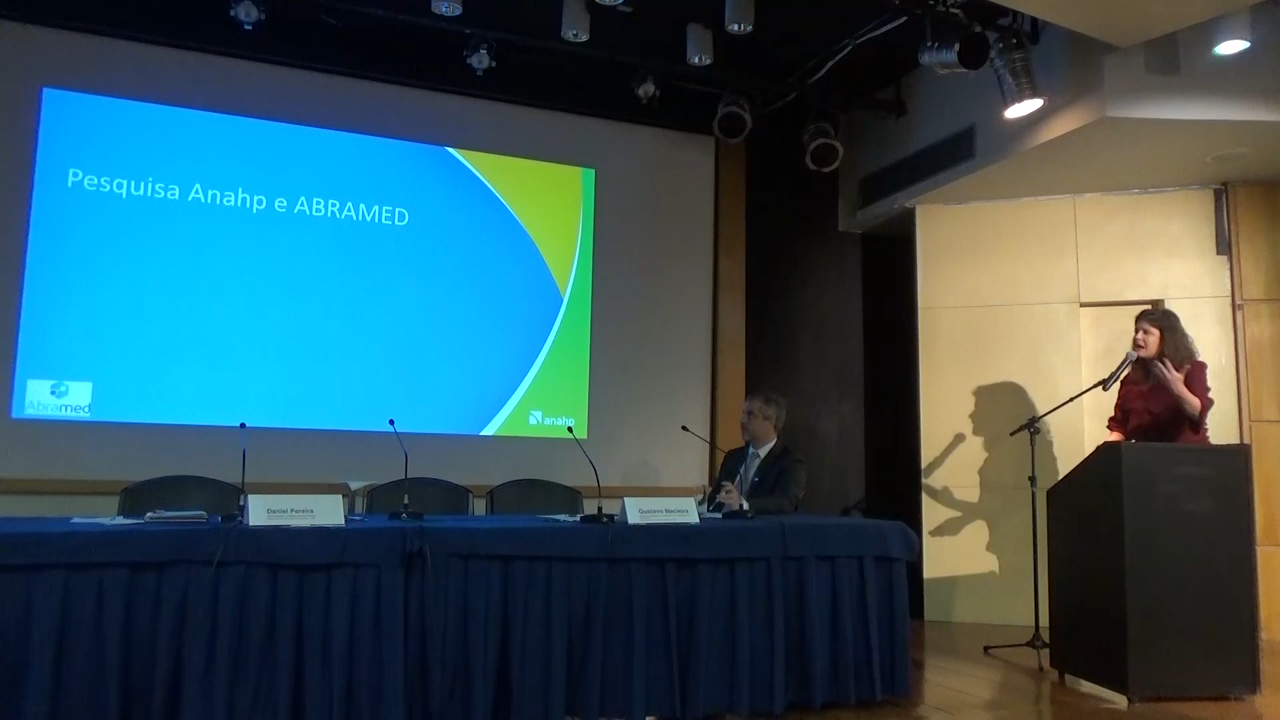 Pesquisa Anahp e ABRAMED
Abramed
anahp
Daniel Pereira
Gustavo Macieira